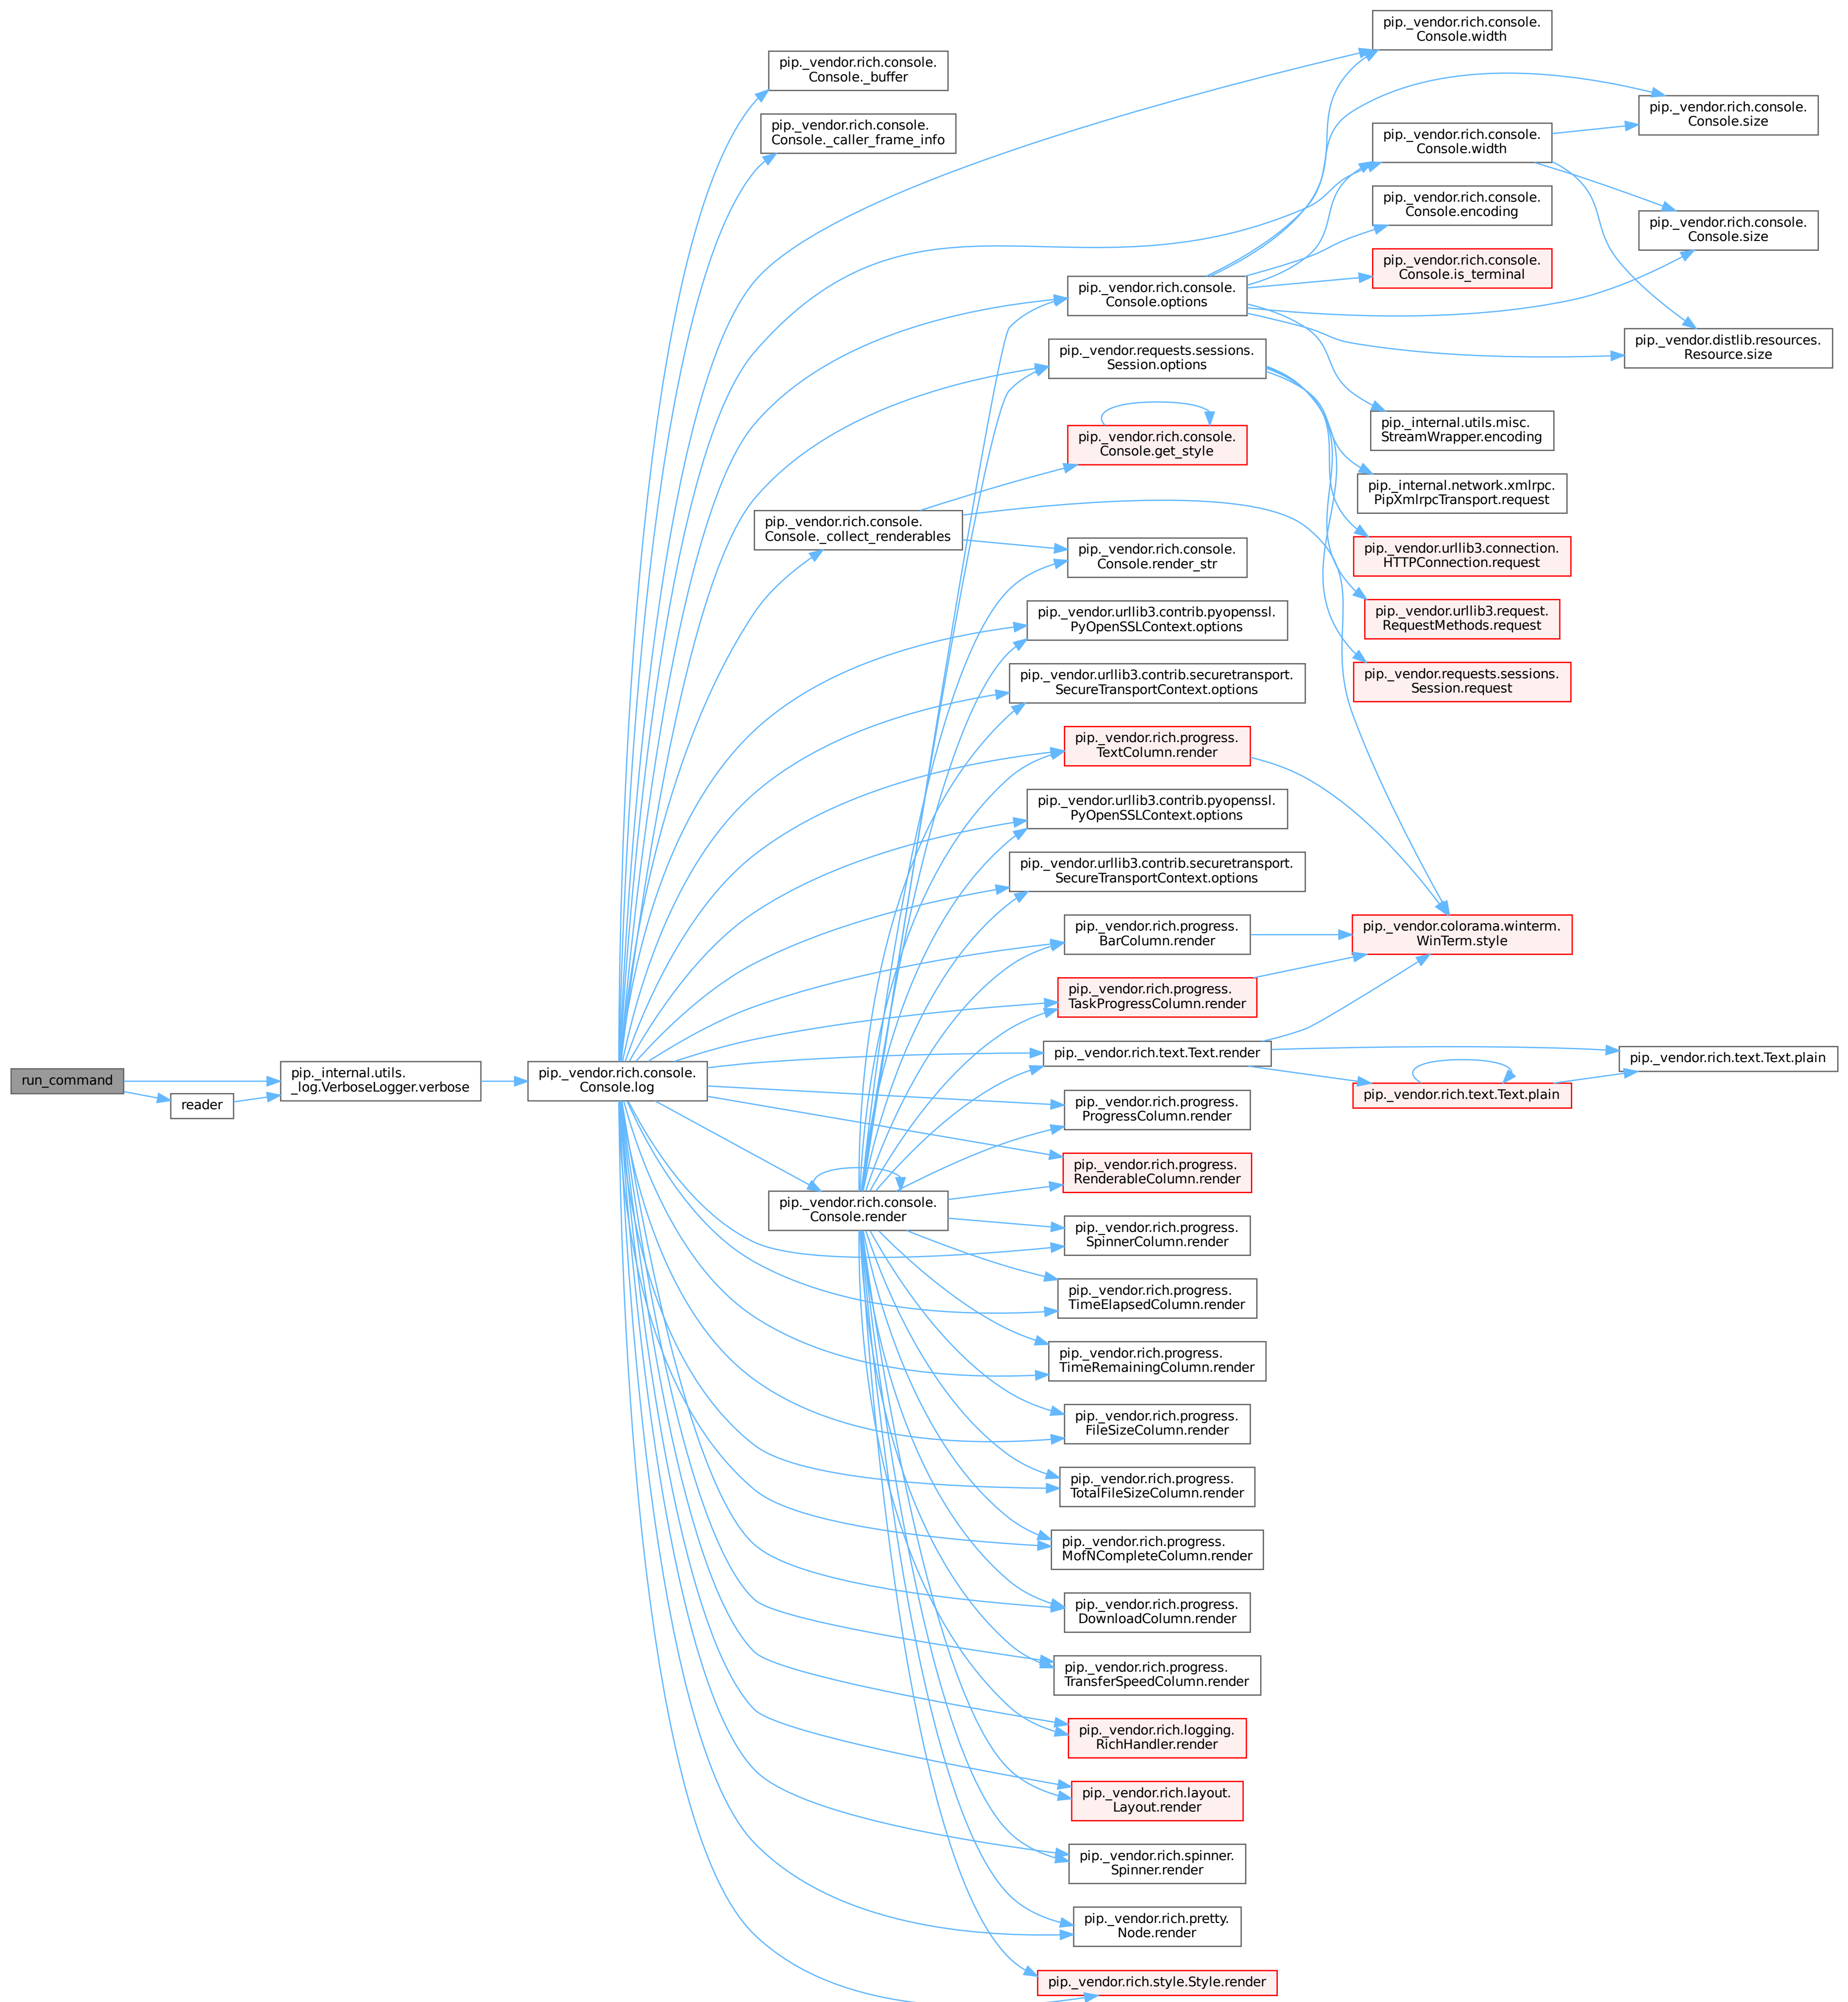 run_command
reader
pip._internal.utils.
_log.VerboseLogger.verbose
pip._vendor.rich.console.
Console.log
pip._vendor.rich.console.
Console._buffer
pip._vendor.rich.console.
Console._caller_frame_info
pip._vendor.rich.console.
Console._collect_renderables
pip._vendor.rich.console.
Console.render
pip._vendor.rich.console.
Console.options
pip._vendor.requests.sessions.
Session.options
pip._vendor.rich.console.
Console.get_style
pip._vendor.rich.console.
Console.render_str
pip._vendor.urllib3.contrib.pyopenssl.
PyOpenSSLContext.options
pip._vendor.urllib3.contrib.securetransport.
SecureTransportContext.options
pip._vendor.rich.progress.
TextColumn.render
pip._vendor.urllib3.contrib.pyopenssl.
PyOpenSSLContext.options
pip._vendor.urllib3.contrib.securetransport.
SecureTransportContext.options
pip._vendor.rich.progress.
BarColumn.render
pip._vendor.rich.progress.
TaskProgressColumn.render
pip._vendor.rich.text.Text.render
pip._vendor.rich.progress.
ProgressColumn.render
pip._vendor.rich.progress.
RenderableColumn.render
pip._vendor.rich.progress.
SpinnerColumn.render
pip._vendor.rich.progress.
TimeElapsedColumn.render
pip._vendor.rich.progress.
TimeRemainingColumn.render
pip._vendor.rich.progress.
FileSizeColumn.render
pip._vendor.rich.progress.
TotalFileSizeColumn.render
pip._vendor.rich.progress.
MofNCompleteColumn.render
pip._vendor.rich.progress.
DownloadColumn.render
pip._vendor.rich.progress.
TransferSpeedColumn.render
pip._vendor.rich.logging.
RichHandler.render
pip._vendor.rich.layout.
Layout.render
pip._vendor.rich.spinner.
Spinner.render
pip._vendor.rich.pretty.
Node.render
pip._vendor.rich.style.Style.render
pip._vendor.rich.console.
Console.width
pip._vendor.rich.console.
Console.width
pip._vendor.rich.console.
Console.encoding
pip._vendor.rich.console.
Console.is_terminal
pip._internal.utils.misc.
StreamWrapper.encoding
pip._internal.network.xmlrpc.
PipXmlrpcTransport.request
pip._vendor.urllib3.connection.
HTTPConnection.request
pip._vendor.urllib3.request.
RequestMethods.request
pip._vendor.requests.sessions.
Session.request
pip._vendor.colorama.winterm.
WinTerm.style
pip._vendor.rich.text.Text.plain
pip._vendor.rich.console.
Console.size
pip._vendor.rich.console.
Console.size
pip._vendor.distlib.resources.
Resource.size
pip._vendor.rich.text.Text.plain